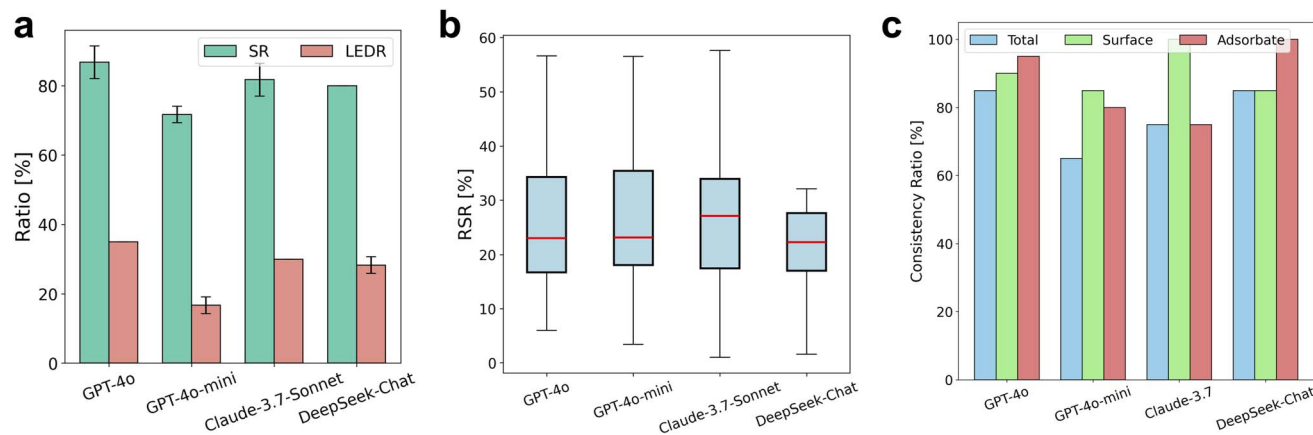 a
SR LEDR
Ratio [%]
80
60
40
20
0
GPT-4o
GPT-4o-mini
Claude-3.7-Sonnet
DeepSeek-Chat
b
RSR [%]
60
50
40
30
20
10
0
GPT-4o
GPT-4o-mini
Claude-3.7-Sonnet
DeepSeek-Chat
c
Total Surface Adsorbate
Consistency Ratio [%]
100
80
60
40
20
0
GPT-4o
GPT-4o-mini
Claude-3.7
DeepSeek-Chat